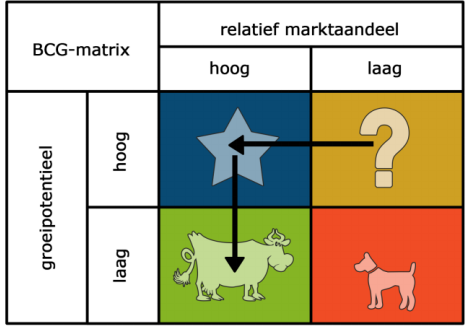 BCG-matrix
relatief marktaandeel
hoog
laag
groeipotentieel
hoog
laag
?